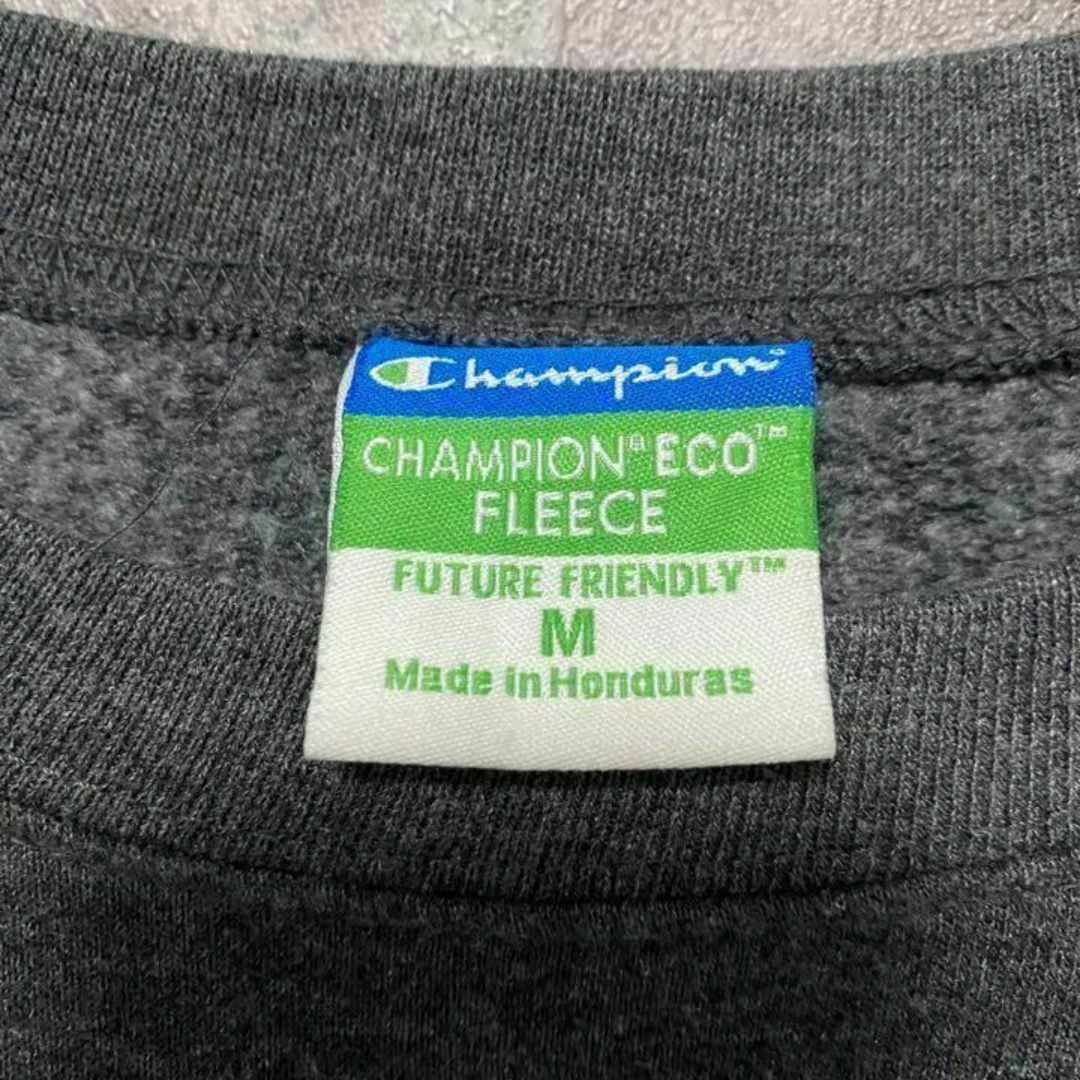 Champion®
CHAMPION® ECO™
FLEECE
FUTURE FRIENDLY™
M
Made in Honduras